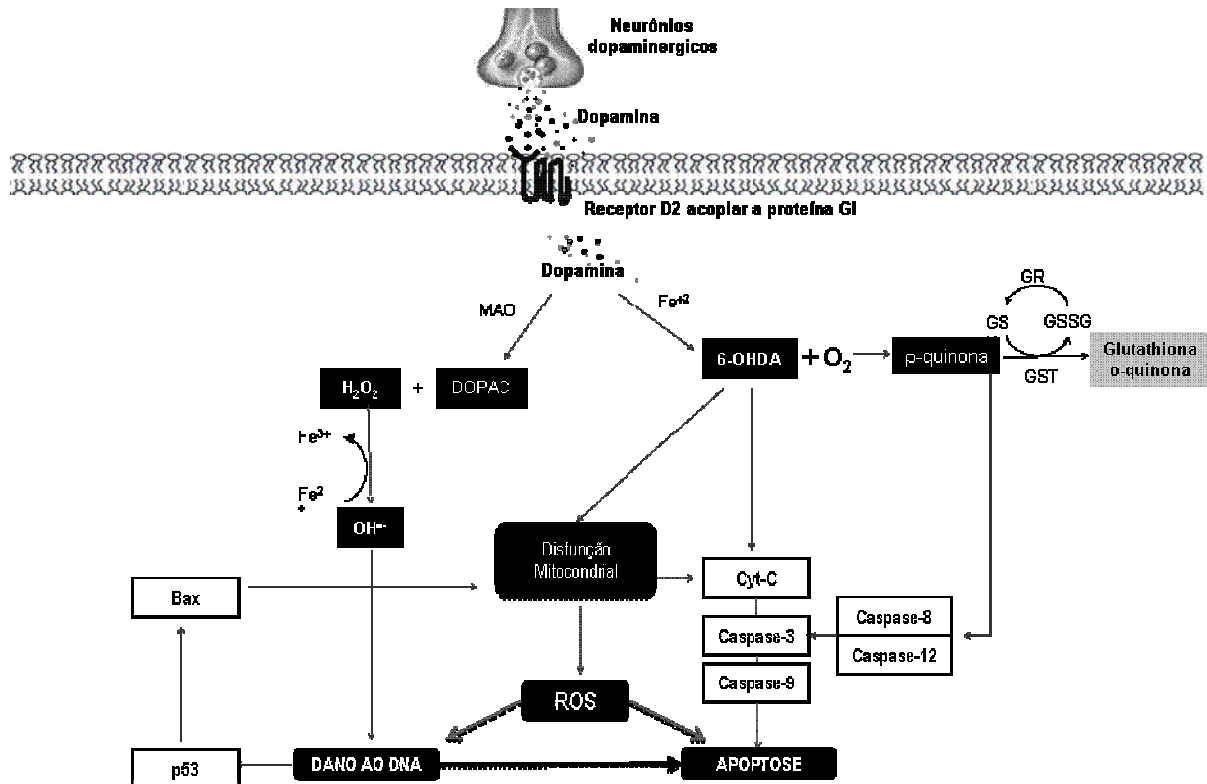 Neurônios
dopaminergicos
Dopamina
Receptor D2 acoplar a proteína GI
Dopamina
MAO
Fe+2
GR
GS
GSSG
GST
6-OHDA + O2
p-quinona
Glutathiona
o-quinona
H2O2 + DOPAC
Fe3+
Fe2
+
OH•-
Disfunção
Mitocondrial
Cyt-C
Bax
Caspase-8
Caspase-3
Caspase-12
Caspase-9
ROS
p53
DANO AO DNA
APOPTOSE